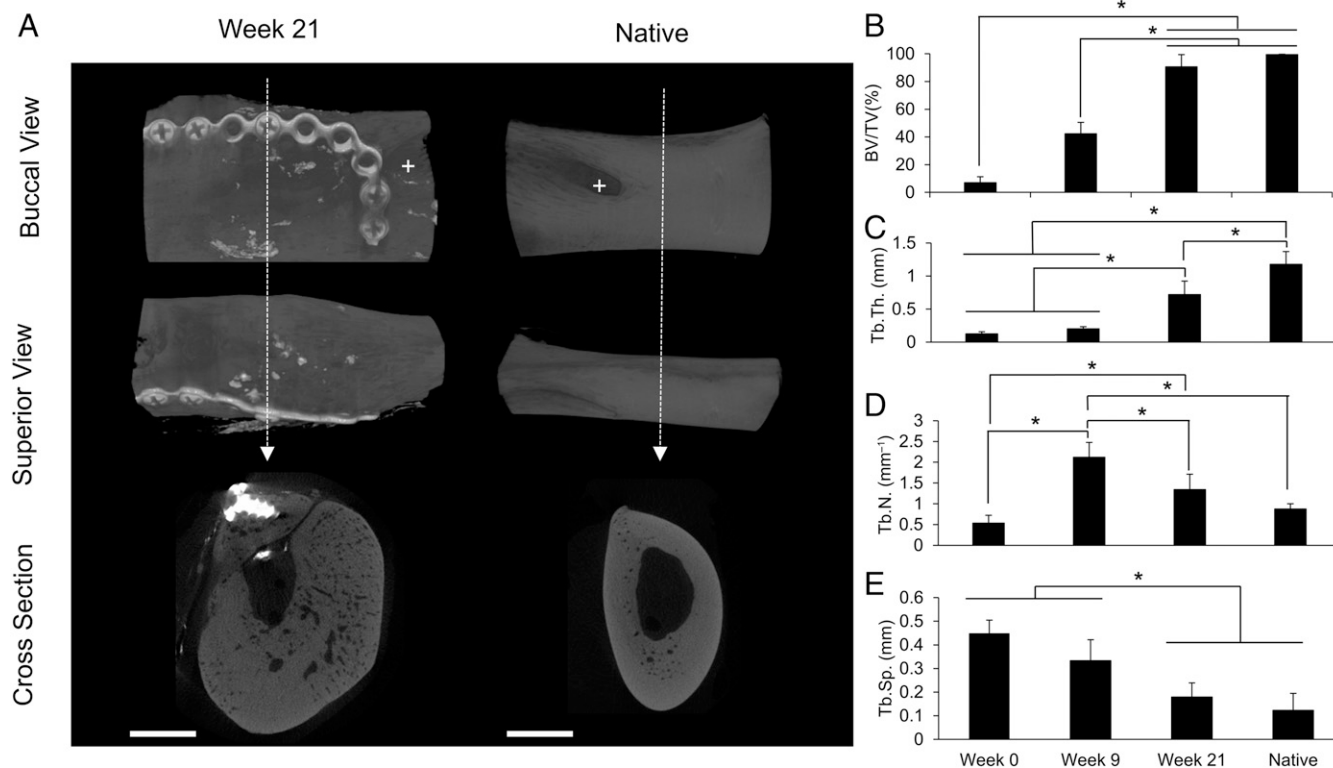 A
Week 21
Native
Buccal View
Superior View
Cross Section
+
+
B
*
*
BV/TV(%)
100
80
60
40
20
0
C
*
*
*
Tb.Th. (mm)
1.5
1
0.5
0
D
*
*
*
*
Tb.N. (mm⁻¹)
3
2.5
2
1.5
1
0.5
0
E
*
Tb.Sp. (mm)
0.6
0.5
0.4
0.3
0.2
0.1
0
Week 0 Week 9 Week 21 Native